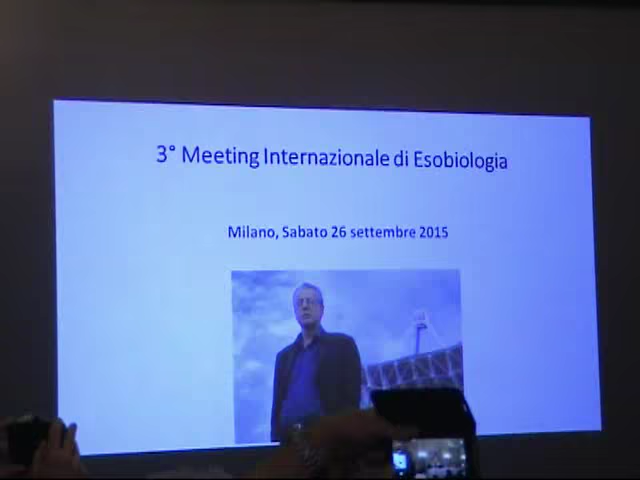 3° Meeting Internazionale di Esobiologia
Milano, Sabato 26 settembre 2015